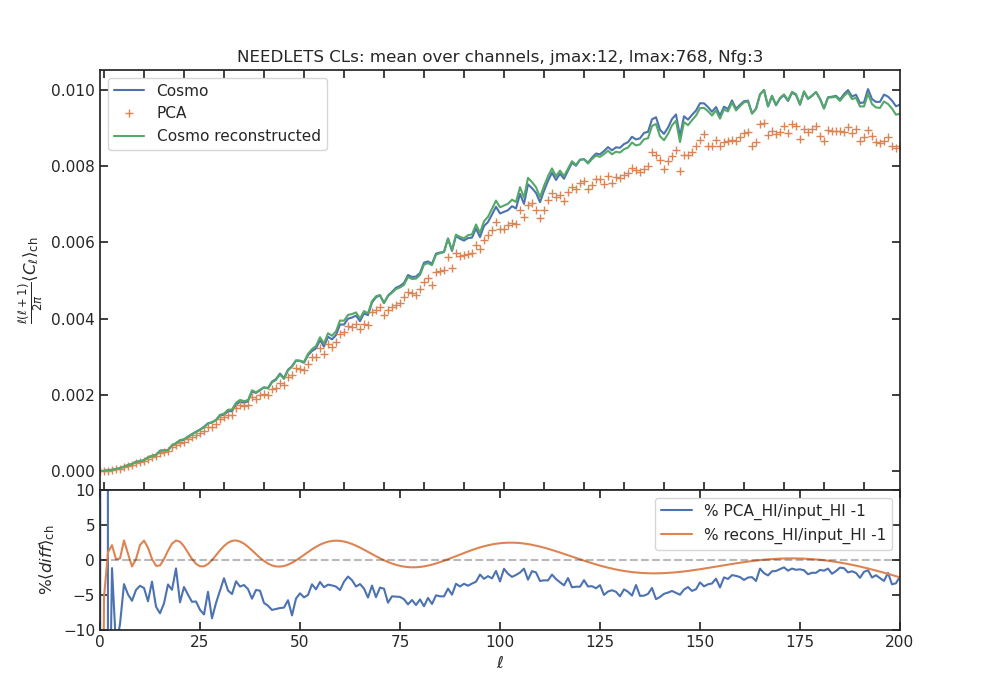 NEEDLETS CLs: mean over channels, jmax:12, lmax:768, Nfg:3
Cosmo
PCA
Cosmo reconstructed
0.010
0.008
0.006
0.004
0.002
0.000
ℓ(ℓ+1)/2π ⟨Cℓ⟩ch
% PCA_HI/input_HI -1
% recons_HI/input_HI -1
10
5
0
−5
−10
%⟨diff⟩ch
0 25 50 75 100 125 150 175 200
ℓ